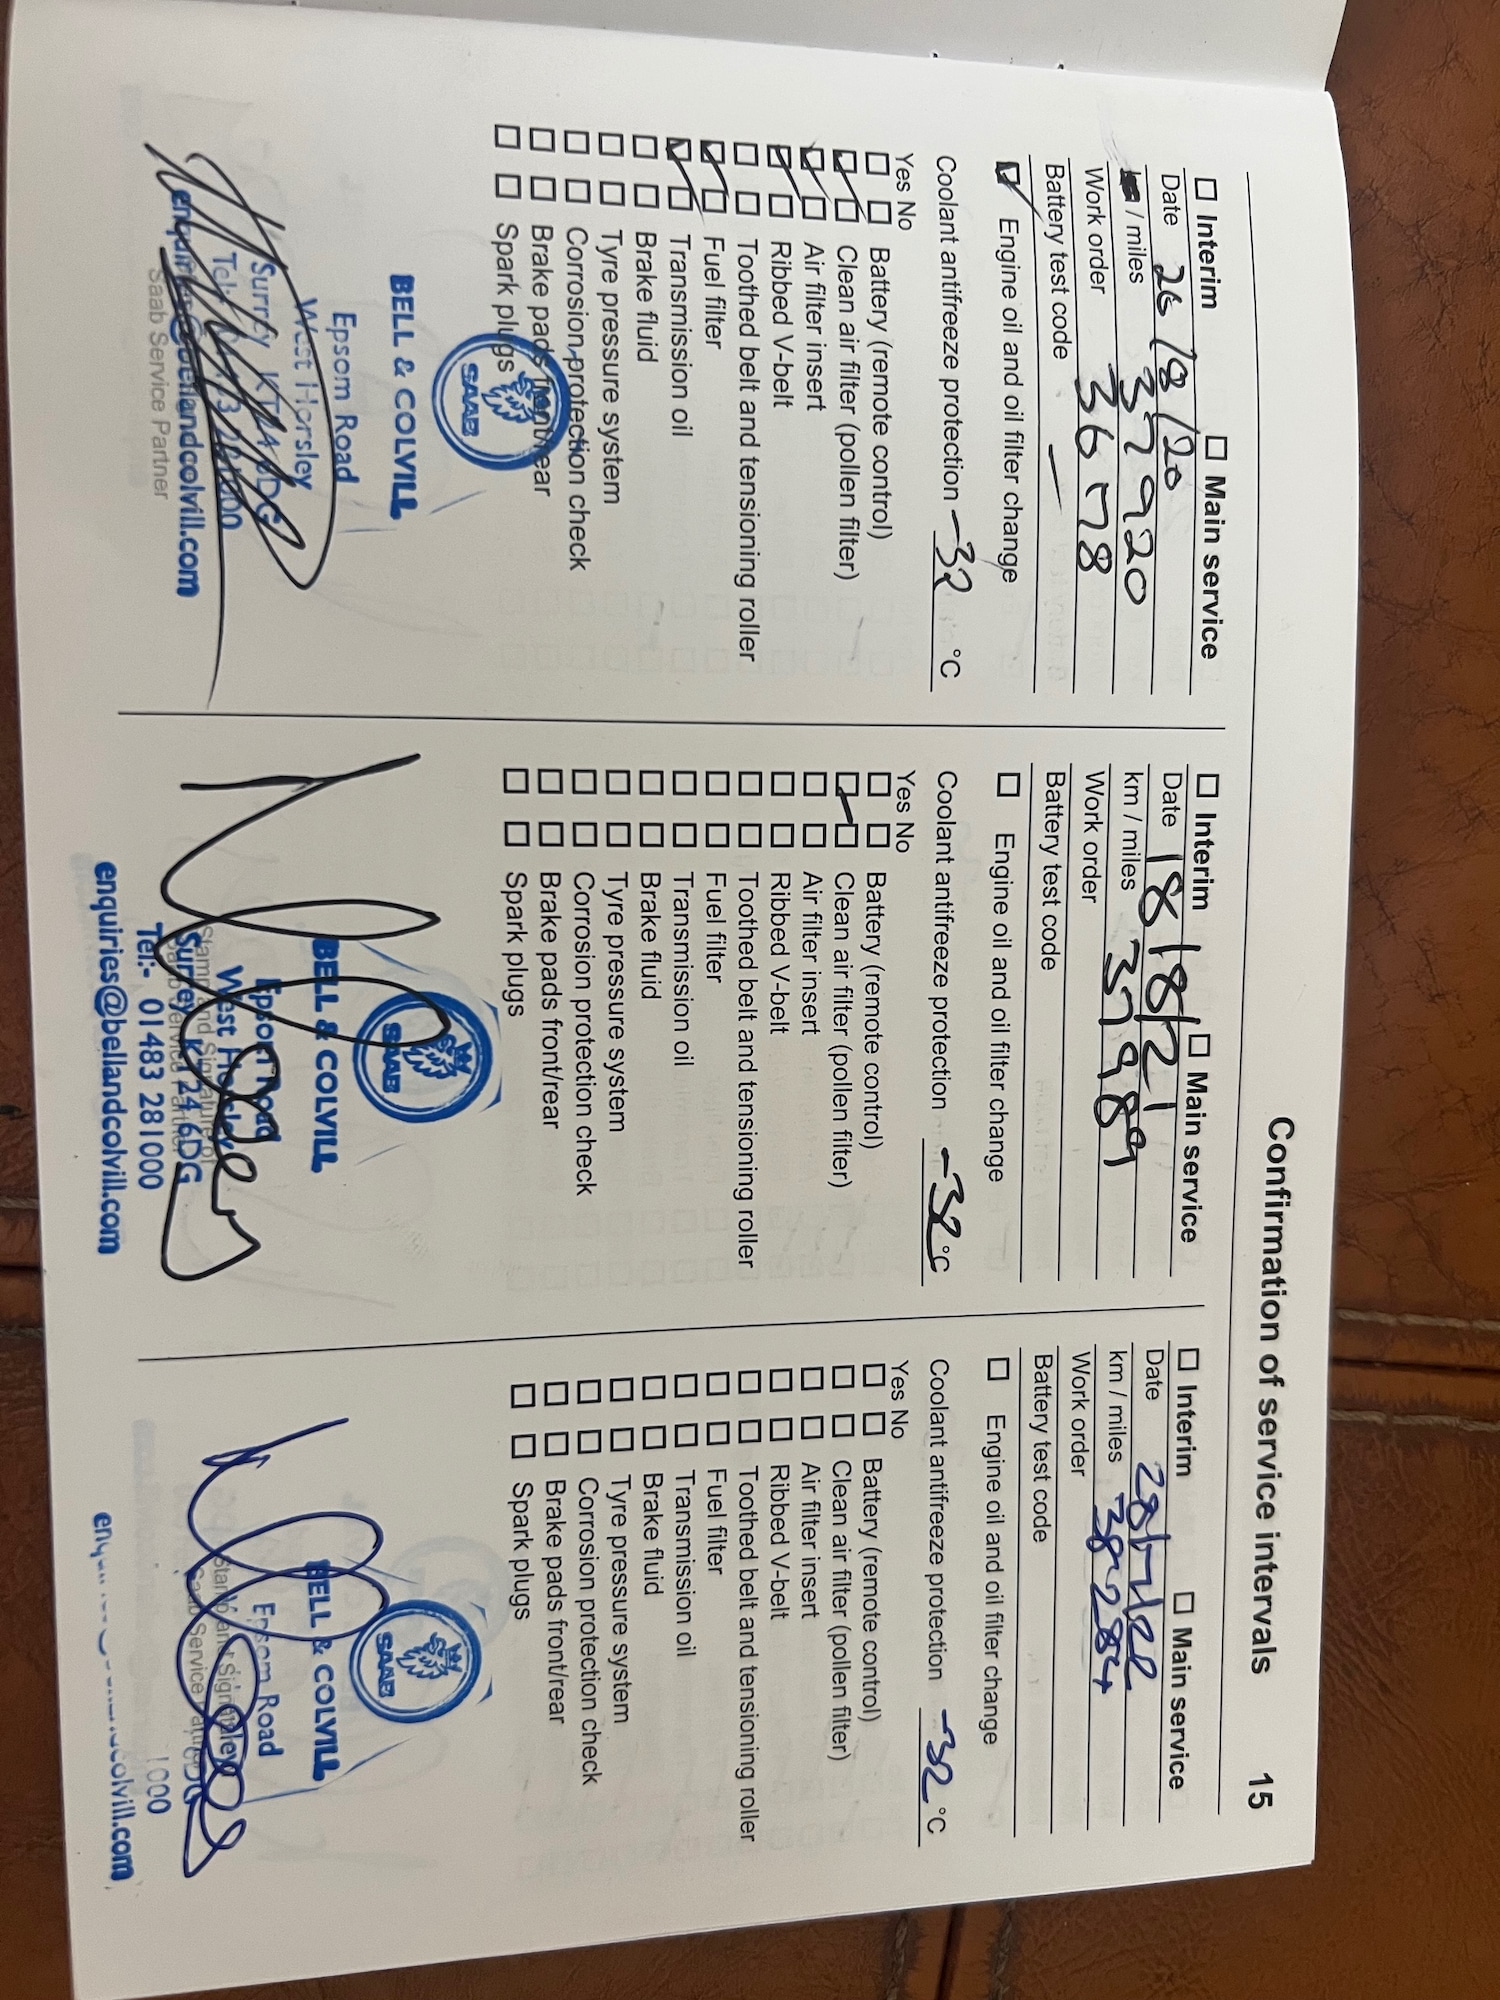 Confirmation of service intervals 15
Interim Main service
Date 26/8/20
/ miles 37920
Work order 36178
Battery test code —
Engine oil and oil filter change
Coolant antifreeze protection -32 °C
Yes No
Battery (remote control)
Clean air filter (pollen filter)
Air filter insert
Ribbed V-belt
Toothed belt and tensioning roller
Fuel filter
Transmission oil
Brake fluid
Tyre pressure system
Corrosion protection check
Brake pads front/rear
Spark plugs
SAAB
BELL & COLVILL
Epsom Road
West Horsley
Surrey
Saab Service Partner
Interim Main service
Date 18/8/21
km / miles 37989
Work order
Battery test code
Engine oil and oil filter change
Coolant antifreeze protection -32 °C
Yes No
Battery (remote control)
Clean air filter (pollen filter)
Air filter insert
Ribbed V-belt
Toothed belt and tensioning roller
Fuel filter
Transmission oil
Brake fluid
Tyre pressure system
Corrosion protection check
Brake pads front/rear
Spark plugs
SAAB
BELL & COLVILL
Epsom Road
West
Surrey KT24 6DG
Tel:- 01483 281000
enquiries@bellandcolvill.com
Interim Main service
Date
km / miles 38284
Work order
Battery test code
Engine oil and oil filter change
Coolant antifreeze protection -32 °C
Yes No
Battery (remote control)
Clean air filter (pollen filter)
Air filter insert
Ribbed V-belt
Toothed belt and tensioning roller
Fuel filter
Transmission oil
Brake fluid
Tyre pressure system
Corrosion protection check
Brake pads front/rear
Spark plugs
SAAB
BELL & COLVILL
Epsom Road